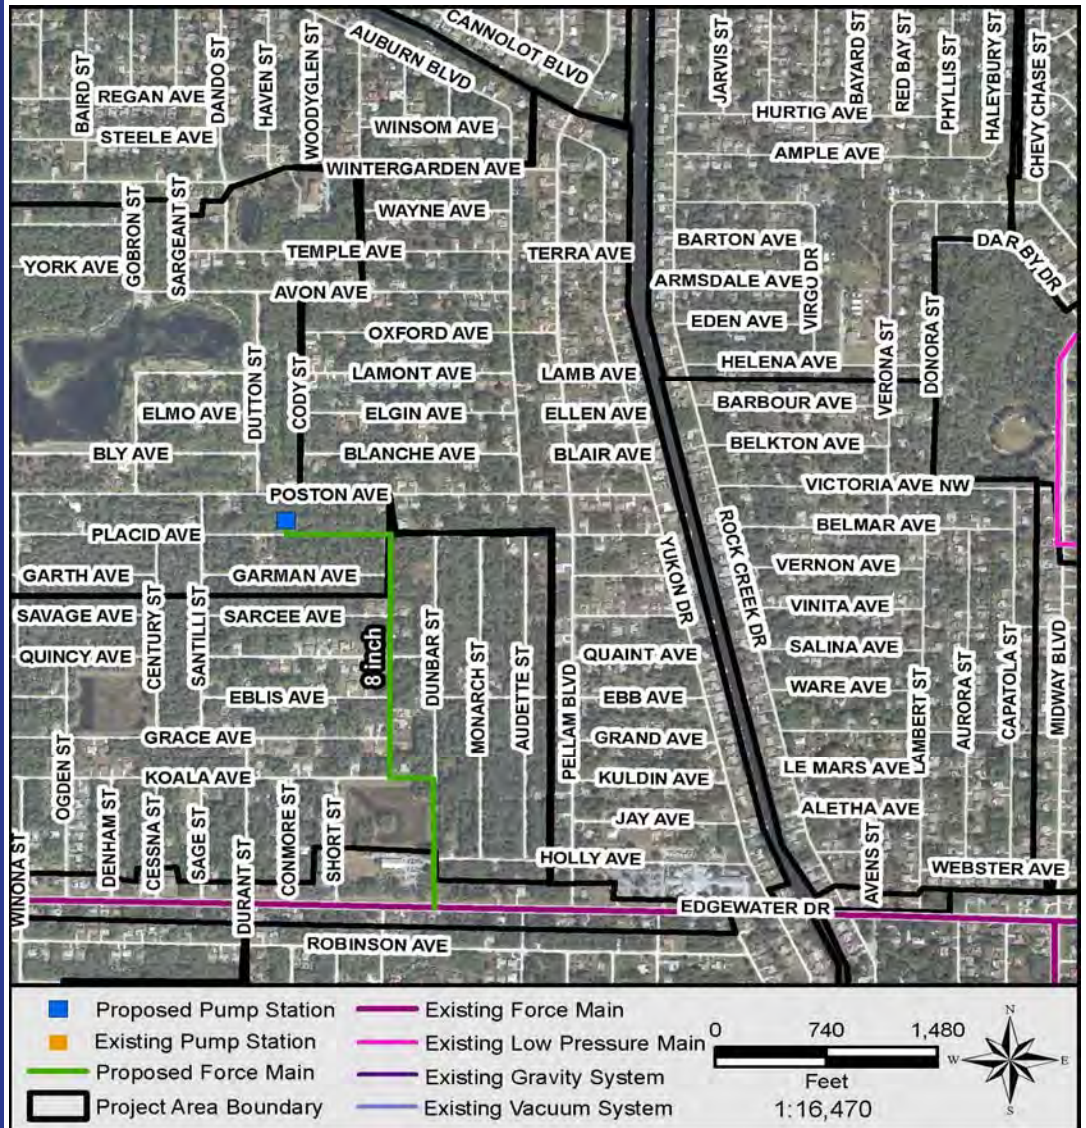 CANNOLOT BLVD
AUBURN BLVD
BAIRD ST
REGAN AVE
STEELE AVE
DANDO ST
HAVEN ST
WOODYGLEN ST
WINSOM AVE
WINTERGARDEN AVE
WAYNE AVE
TEMPLE AVE
TERRA AVE
JARVIS ST
BAYARD ST
RED BAY ST
PHYLLIS ST
HALEYBURY ST
CHEVY CHASE ST
HURTIG AVE
AMPLE AVE
GOBRON ST
SARGEANT ST
YORK AVE
AVON AVE
BARTON AVE
ARMSDALE AVE
VIRGO DR
EDEN AVE
DARBY DR
OXFORD AVE
LAMONT AVE
LAMB AVE
HELENA AVE
VERONA ST
DONORA ST
DUTTON ST
CODY ST
ELMO AVE
ELGIN AVE
ELLEN AVE
BARBOUR AVE
BLY AVE
BLANCHE AVE
BLAIR AVE
BELKTON AVE
POSTON AVE
VICTORIA AVE NW
PLACID AVE
BELMAR AVE
YUKON DR
ROCK CREEK DR
GARTH AVE
GARMAN AVE
VERNON AVE
SAVAGE AVE
CENTURY ST
SANTILLI ST
SARCEE AVE
VINITA AVE
QUINCY AVE
8 inch
DUNBAR ST
MONARCH ST
AUDETTE ST
PELLAM BLVD
QUAINT AVE
SALINA AVE
EBLIS AVE
EBB AVE
WARE AVE
LAMBERT ST
AURORA ST
CAPATOLA ST
MIDWAY BLVD
GRACE AVE
GRAND AVE
OGDEN ST
KOALA AVE
KULDIN AVE
LE MARS AVE
WINONA ST
DENHAM ST
CESSNA ST
SAGE ST
DURANT ST
CONMORE ST
SHORT ST
JAY AVE
ALETHA AVE
HOLLY AVE
AVENS ST
WEBSTER AVE
EDGEWATER DR
ROBINSON AVE
Proposed Pump Station
Existing Pump Station
Proposed Force Main
Project Area Boundary
Existing Force Main
Existing Low Pressure Main
Existing Gravity System
Existing Vacuum System
0 740 1,480
Feet
1:16,470
N
W E
S